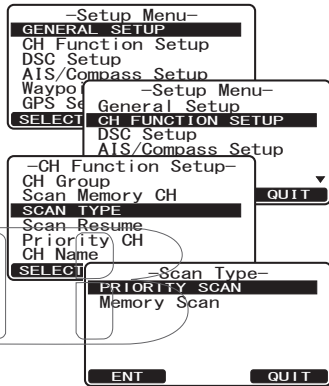 –Setup Menu–
GENERAL SETUP
CH Function Setup
DSC Setup
AIS/Compass Setup
GPS
SELECT
–Setup Menu–
General Setup
CH FUNCTION SETUP
DSC Setup
AIS/Compass Setup
QUIT
–CH Function Setup–
CH Group
Scan Memory CH
SCAN TYPE
Scan Resume
Priority CH
CH Name
SELECT
–Scan Type–
PRIORITY SCAN
Memory Scan
ENT
QUIT